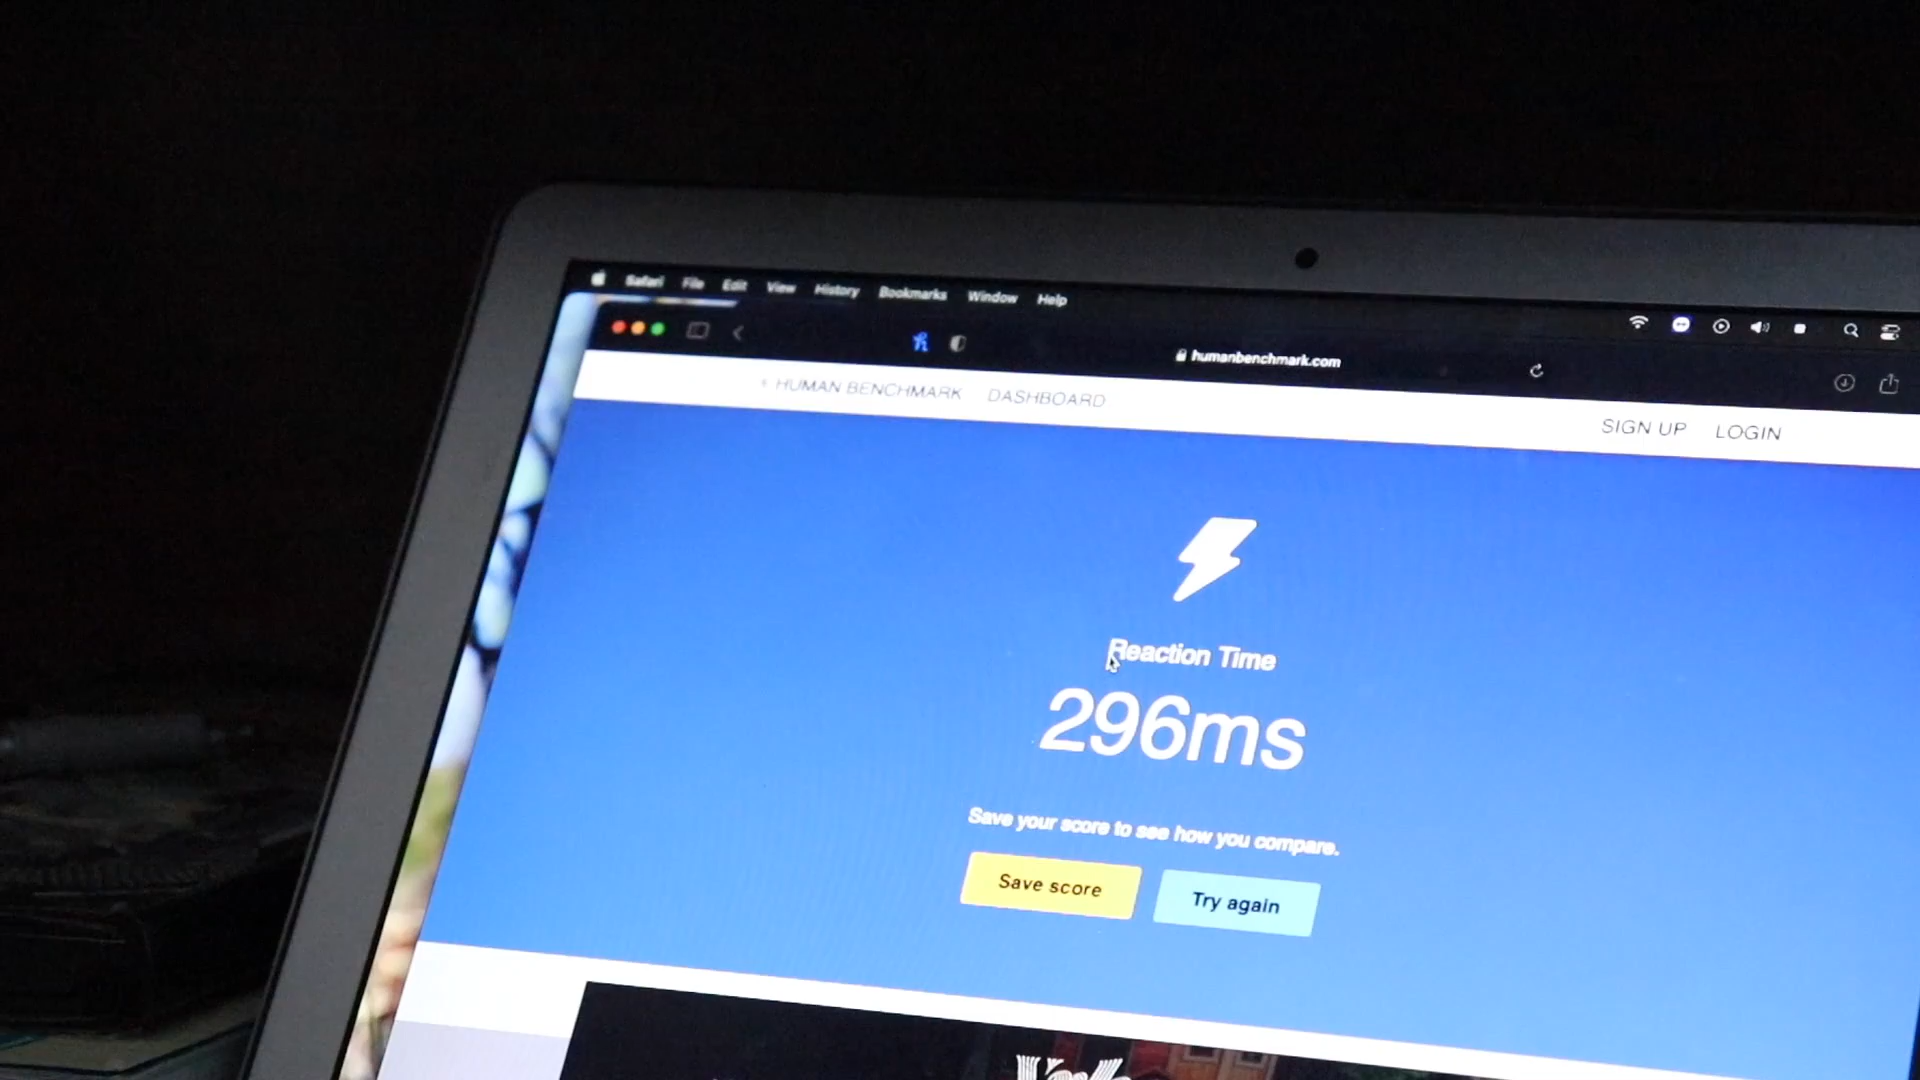 Safari File Edit View History Bookmarks Window Help
humanbenchmark.com
HUMAN BENCHMARK DASHBOARD
SIGN UP LOGIN
Reaction Time
296ms
Save your score to see how you compare.
Save score Try again